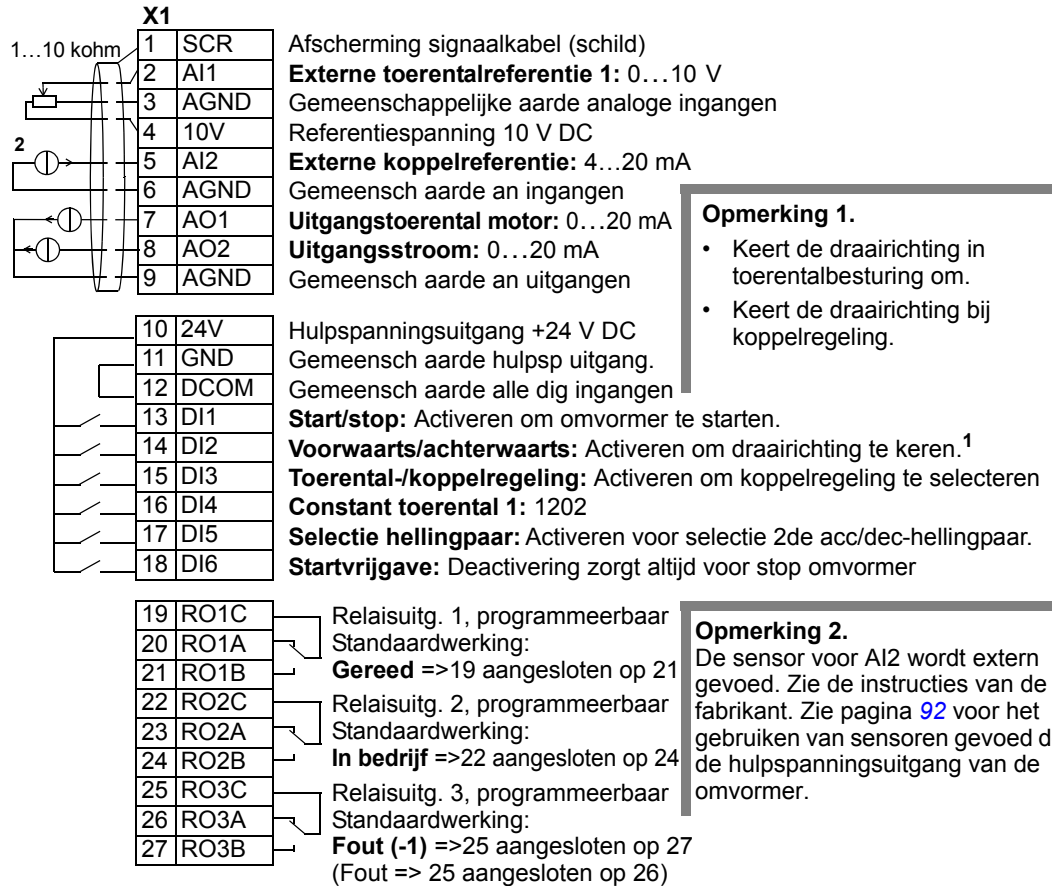 X1
1…10 kohm
1 SCR Afscherming signaalkabel (schild)
2 AI1 Externe toerentalreferentie 1: 0…10 V
3 AGND Gemeenschappelijke aarde analoge ingangen
4 10V Referentiespanning 10 V DC
2
5 AI2 Externe koppelreferentie: 4…20 mA
6 AGND Gemeensch aarde an ingangen
7 AO1 Uitgangstoerental motor: 0…20 mA
8 AO2 Uitgangsstroom: 0…20 mA
9 AGND Gemeensch aarde an uitgangen
Opmerking 1.
• Keert de draairichting in
toerentalbesturing om.
• Keert de draairichting bij
koppelregeling.
10 24V Hulpspanningsuitgang +24 V DC
11 GND Gemeensch aarde hulpsp uitgang.
12 DCOM Gemeensch aarde alle dig ingangen
13 DI1 Start/stop: Activeren om omvormer te starten.
14 DI2 Voorwaarts/achterwaarts: Activeren om draairichting te keren.1
15 DI3 Toerental-/koppelregeling: Activeren om koppelregeling te selecteren
16 DI4 Constant toerental 1: 1202
17 DI5 Selectie hellingpaar: Activeren voor selectie 2de acc/dec-hellingpaar.
18 DI6 Startvrijgave: Deactivering zorgt altijd voor stop omvormer
19 RO1C Relaisuitg. 1, programmeerbaar
20 RO1A Standaardwerking:
21 RO1B Gereed =>19 aangesloten op 21
22 RO2C Relaisuitg. 2, programmeerbaar
23 RO2A Standaardwerking:
24 RO2B In bedrijf =>22 aangesloten op 24
25 RO3C Relaisuitg. 3, programmeerbaar
26 RO3A Standaardwerking:
27 RO3B Fout (-1) =>25 aangesloten op 27
(Fout => 25 aangesloten op 26)
Opmerking 2.
De sensor voor AI2 wordt extern
gevoed. Zie de instructies van de
fabrikant. Zie pagina 92 voor het
gebruiken van sensoren gevoed d
de hulpspanningsuitgang van de
omvormer.